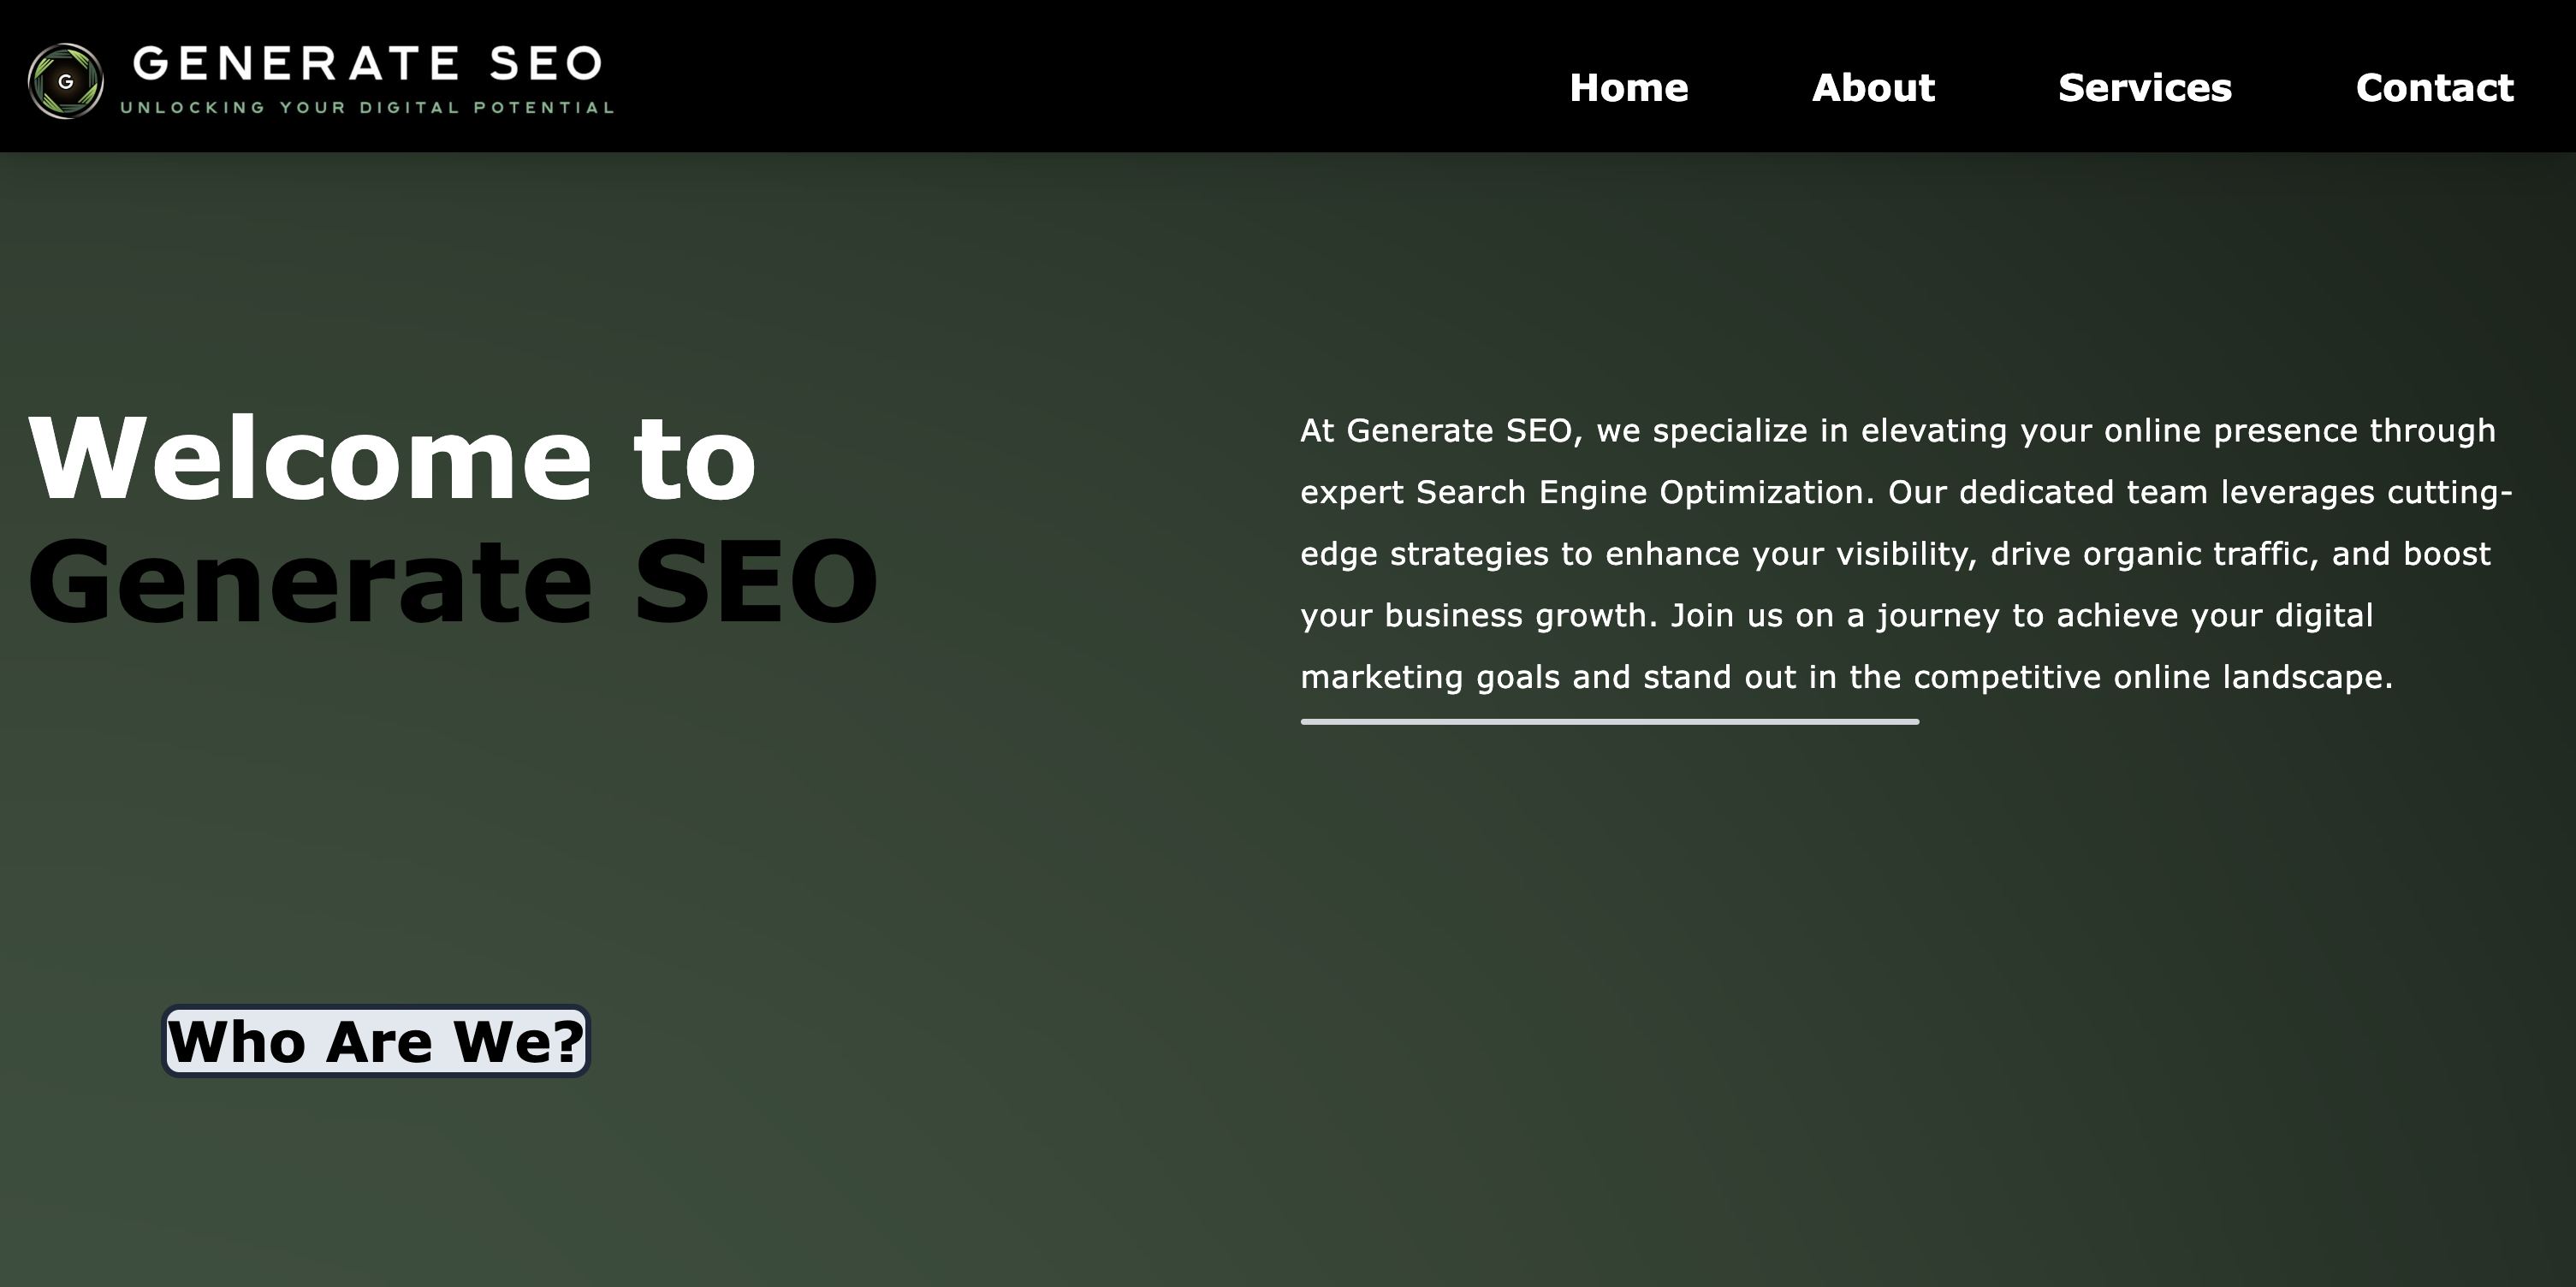 G
GENERATE SEO
UNLOCKING YOUR DIGITAL POTENTIAL
Home
About
Services
Contact
Welcome to
Generate SEO
At Generate SEO, we specialize in elevating your online presence through
expert Search Engine Optimization. Our dedicated team leverages cutting-
edge strategies to enhance your visibility, drive organic traffic, and boost
your business growth. Join us on a journey to achieve your digital
marketing goals and stand out in the competitive online landscape.
Who Are We?